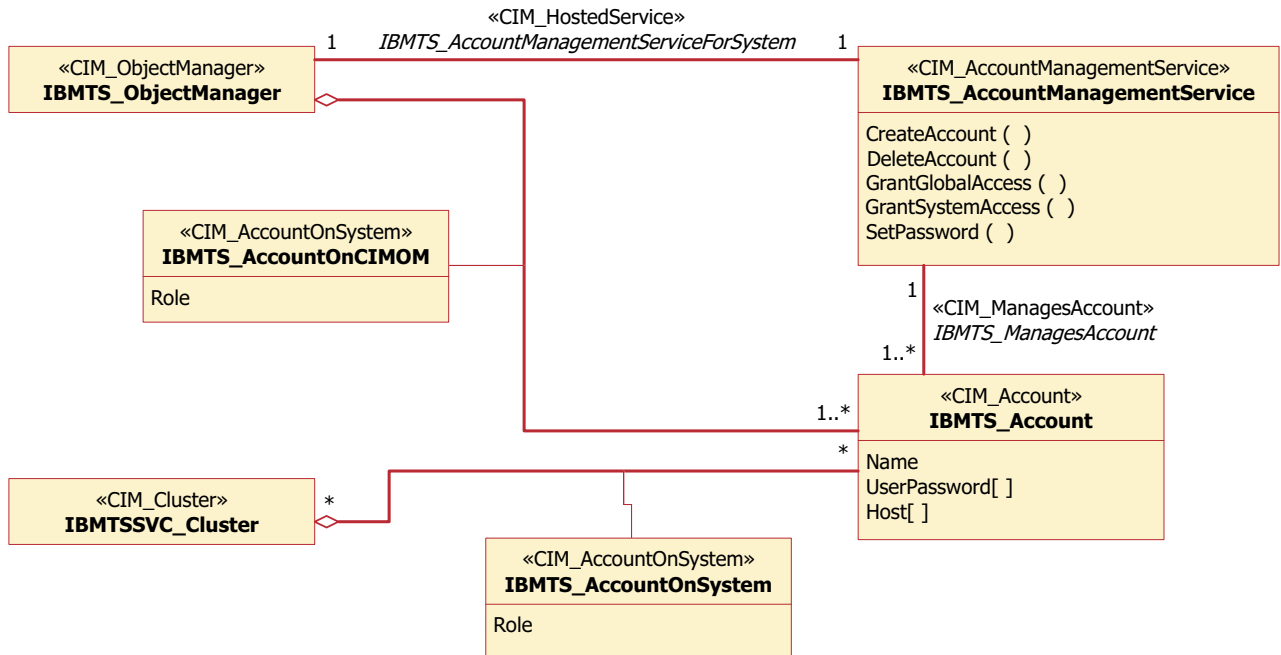 «CIM_HostedService»
1 IBMTS_AccountManagementServiceForSystem 1
«CIM_ObjectManager»
IBMTS_ObjectManager
«CIM_AccountManagementService»
IBMTS_AccountManagementService
CreateAccount ( )
DeleteAccount ( )
GrantGlobalAccess ( )
GrantSystemAccess ( )
SetPassword ( )
«CIM_AccountOnSystem»
IBMTS_AccountOnCIMOM
Role
1
«CIM_ManagesAccount»
IBMTS_ManagesAccount
1..*
«CIM_Account»
IBMTS_Account
1..*
*
Name
UserPassword[ ]
Host[ ]
«CIM_Cluster»
IBMTSSVC_Cluster
*
«CIM_AccountOnSystem»
IBMTS_AccountOnSystem
Role